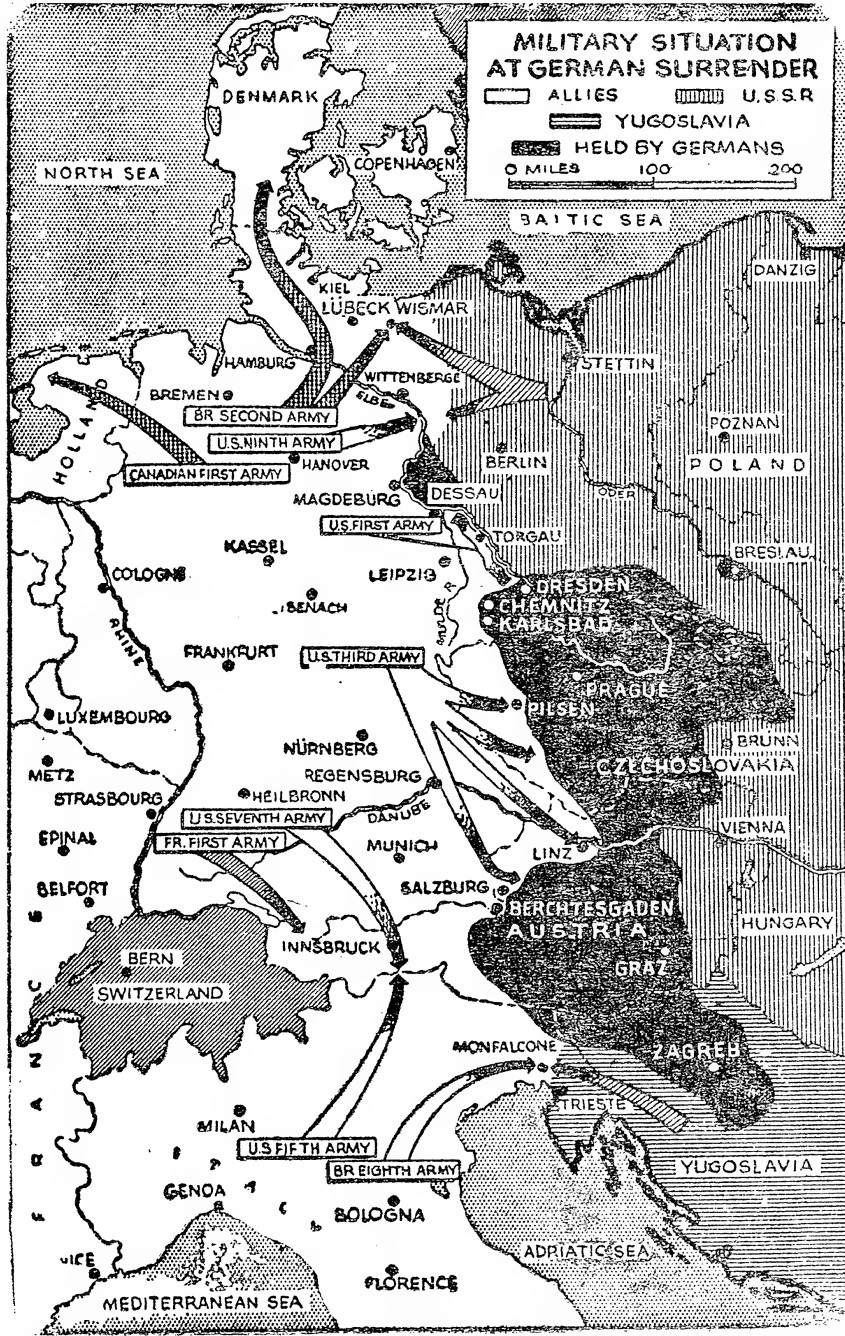 MILITARY SITUATION
AT GERMAN SURRENDER
ALLIES U.S.S.R
YUGOSLAVIA
HELD BY GERMANS
0 MILES 100 200
DENMARK
NORTH SEA
COPENHAGEN
BALTIC SEA
DANZIG
KIEL
LÜBECK WISMAR
HAMBURG
STETTIN
WITTENBERGE
BREMEN
ELBE
BR SECOND ARMY
HOLLAND
U.S. NINTH ARMY
POZNAN
BERLIN
HANOVER
POLAND
CANADIAN FIRST ARMY
MAGDEBURG
DESSAU
ODER
U.S. FIRST ARMY
TORGAU
KASSEL
BRESLAU
LEIPZIG
COLOGNE
DRESDEN
CHEMNITZ
KARLSBAD
MULDE R
RHINE
FRANKFURT
U.S. THIRD ARMY
PRAGUE
PILSEN
LUXEMBOURG
BRÜNN
NÜRNBERG
CZECHOSLOVAKIA
METZ
REGENSBURG
STRASBOURG
HEILBRONN
DANUBE
U.S. SEVENTH ARMY
VIENNA
EPINAL
FR. FIRST ARMY
MUNICH
LINZ
BELFORT
SALZBURG
BERCHTESGADEN
AUSTRIA
HUNGARY
INNSBRUCK
BERN
GRAZ
SWITZERLAND
FRANCE
MONFALCONE
ZAGREB
TRIESTE
MILAN
U.S FIFTH ARMY
BR EIGHTH ARMY
YUGOSLAVIA
GENOA
BOLOGNA
ADRIATIC SEA
FLORENCE
MEDITERRANEAN SEA